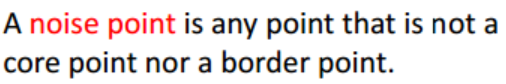 A noise point is any point that is not a
core point nor a border point.